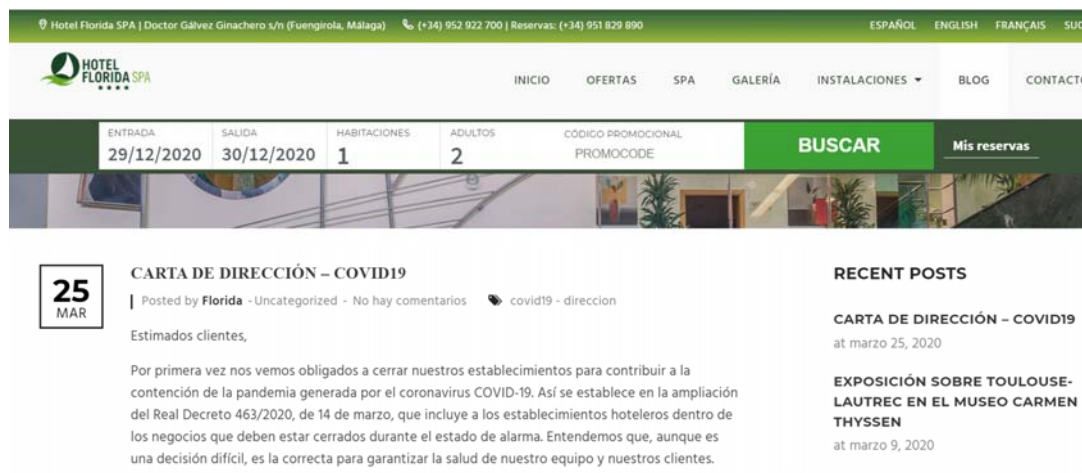 Hotel Florida SPA | Doctor Gálvez Ginachero s/n (Fuengirola, Málaga) (+34) 952 922 700 | Reservas: (+34) 951 829 890 ESPAÑOL ENGLISH FRANÇAIS
HOTEL
FLORIDA SPA
INICIO OFERTAS SPA GALERÍA INSTALACIONES BLOG CONTACTO
ENTRADA SALIDA HABITACIONES ADULTOS CÓDIGO PROMOCIONAL
29/12/2020 30/12/2020 1 2 PROMOCODE BUSCAR Mis reservas
25
MAR
CARTA DE DIRECCIÓN – COVID19
Posted by Florida - Uncategorized - No hay comentarios covid19 - direccion
Estimados clientes,
Por primera vez nos vemos obligados a cerrar nuestros establecimientos para contribuir a la
contención de la pandemia generada por el coronavirus COVID-19. Así se establece en la ampliación
del Real Decreto 463/2020, de 14 de marzo, que incluye a los establecimientos hoteleros dentro de
los negocios que deben estar cerrados durante el estado de alarma. Entendemos que, aunque es
una decisión difícil, es la correcta para garantizar la salud de nuestro equipo y nuestros clientes.
RECENT POSTS
CARTA DE DIRECCIÓN – COVID19
at marzo 25, 2020
EXPOSICIÓN SOBRE TOULOUSE-
LAUTREC EN EL MUSEO CARMEN
THYSSEN
at marzo 9, 2020